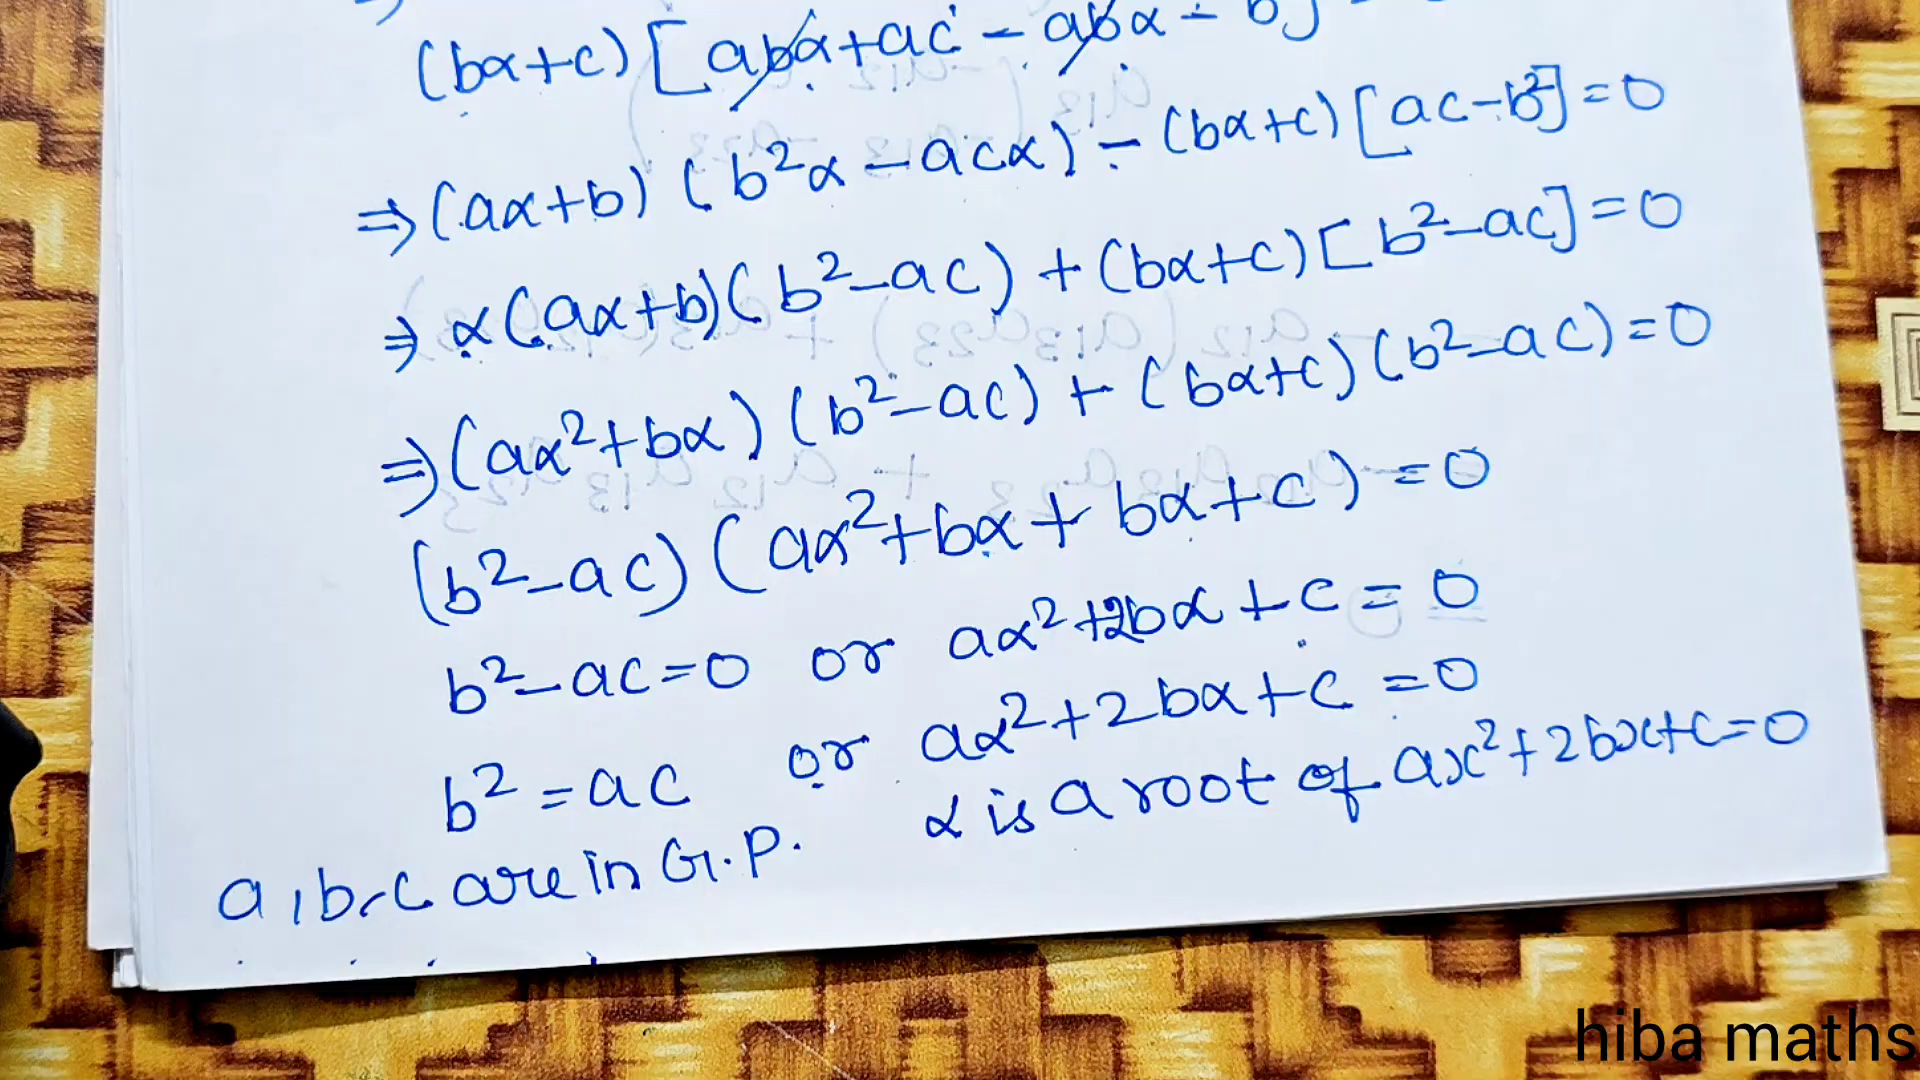 (bα+c) [abα+ac - abα - b]
⇒ (aα+b) (b²α - acα) - (bα+c) [ac-b²] = 0
⇒ α(aα+b)(b²-ac) + (bα+c) [b²-ac] = 0
⇒ (aα²+bα) (b²-ac) + (bα+c) (b²-ac) = 0
(b²-ac) (aα²+bα + bα+c) = 0
b²-ac=0 or aα²+2bα+c = 0
b² = ac or aα²+2bα+c = 0
α is a root of ax²+2bx+c=0
a,b,c are in G.P.
hiba maths